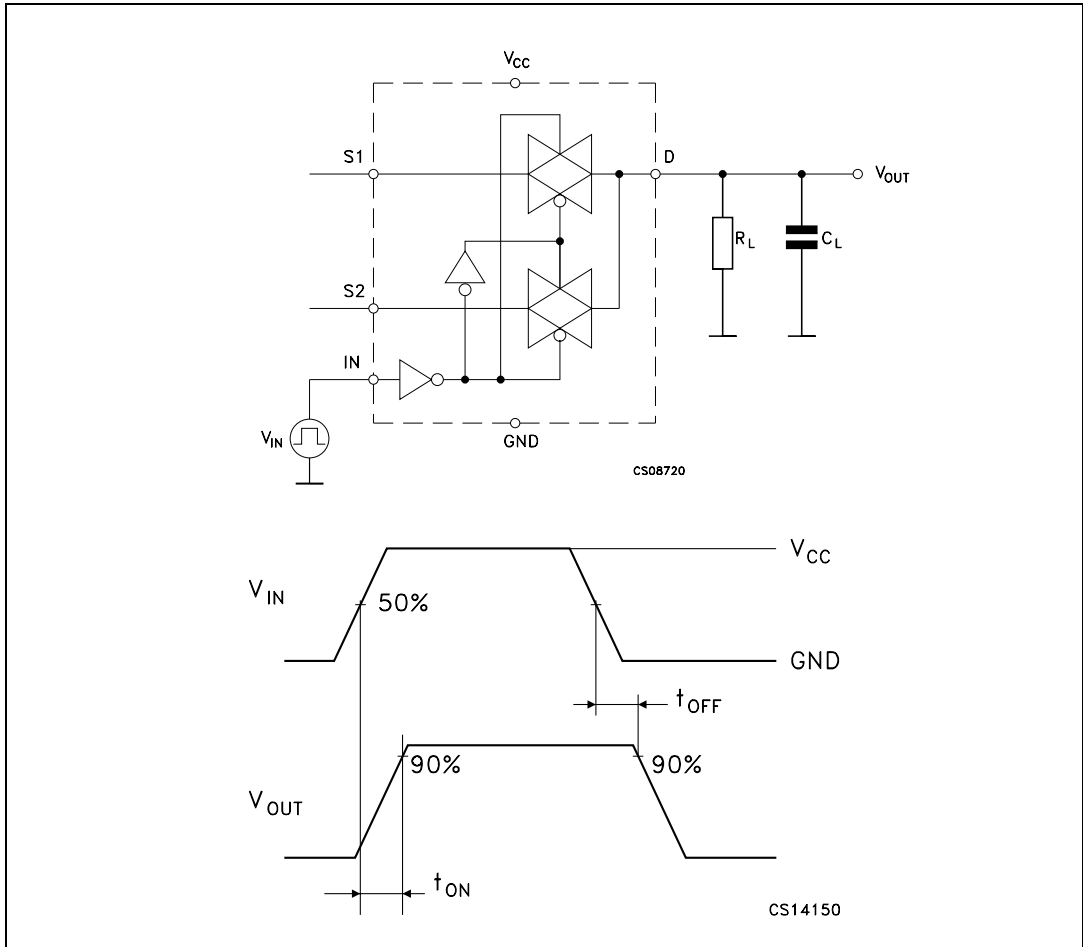 VCC
S1
D
VOUT
RL
CL
S2
IN
VIN
GND
CS08720
VCC
VIN
50%
GND
tOFF
90%
90%
VOUT
tON
CS14150